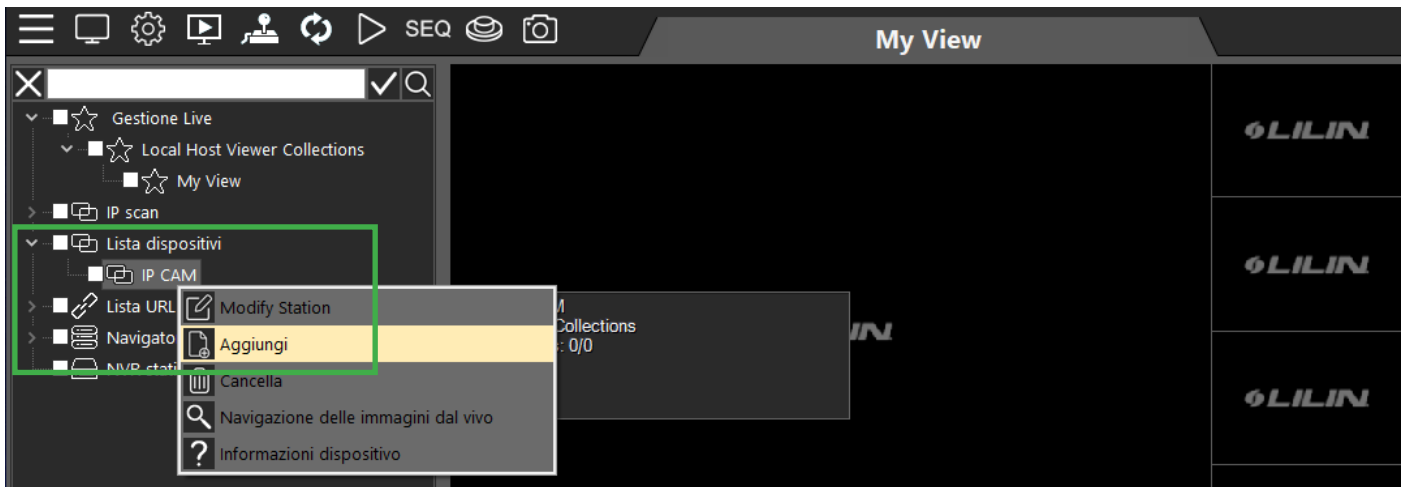 SEQ
My View
Gestione Live
Local Host Viewer Collections
My View
IP scan
Lista dispositivi
IP CAM
Lista URL
Modify Station
Aggiungi
Cancella
Navigazione delle immagini dal vivo
Informazioni dispositivo
Collections
: 0/0
LILIN
LILIN
LILIN